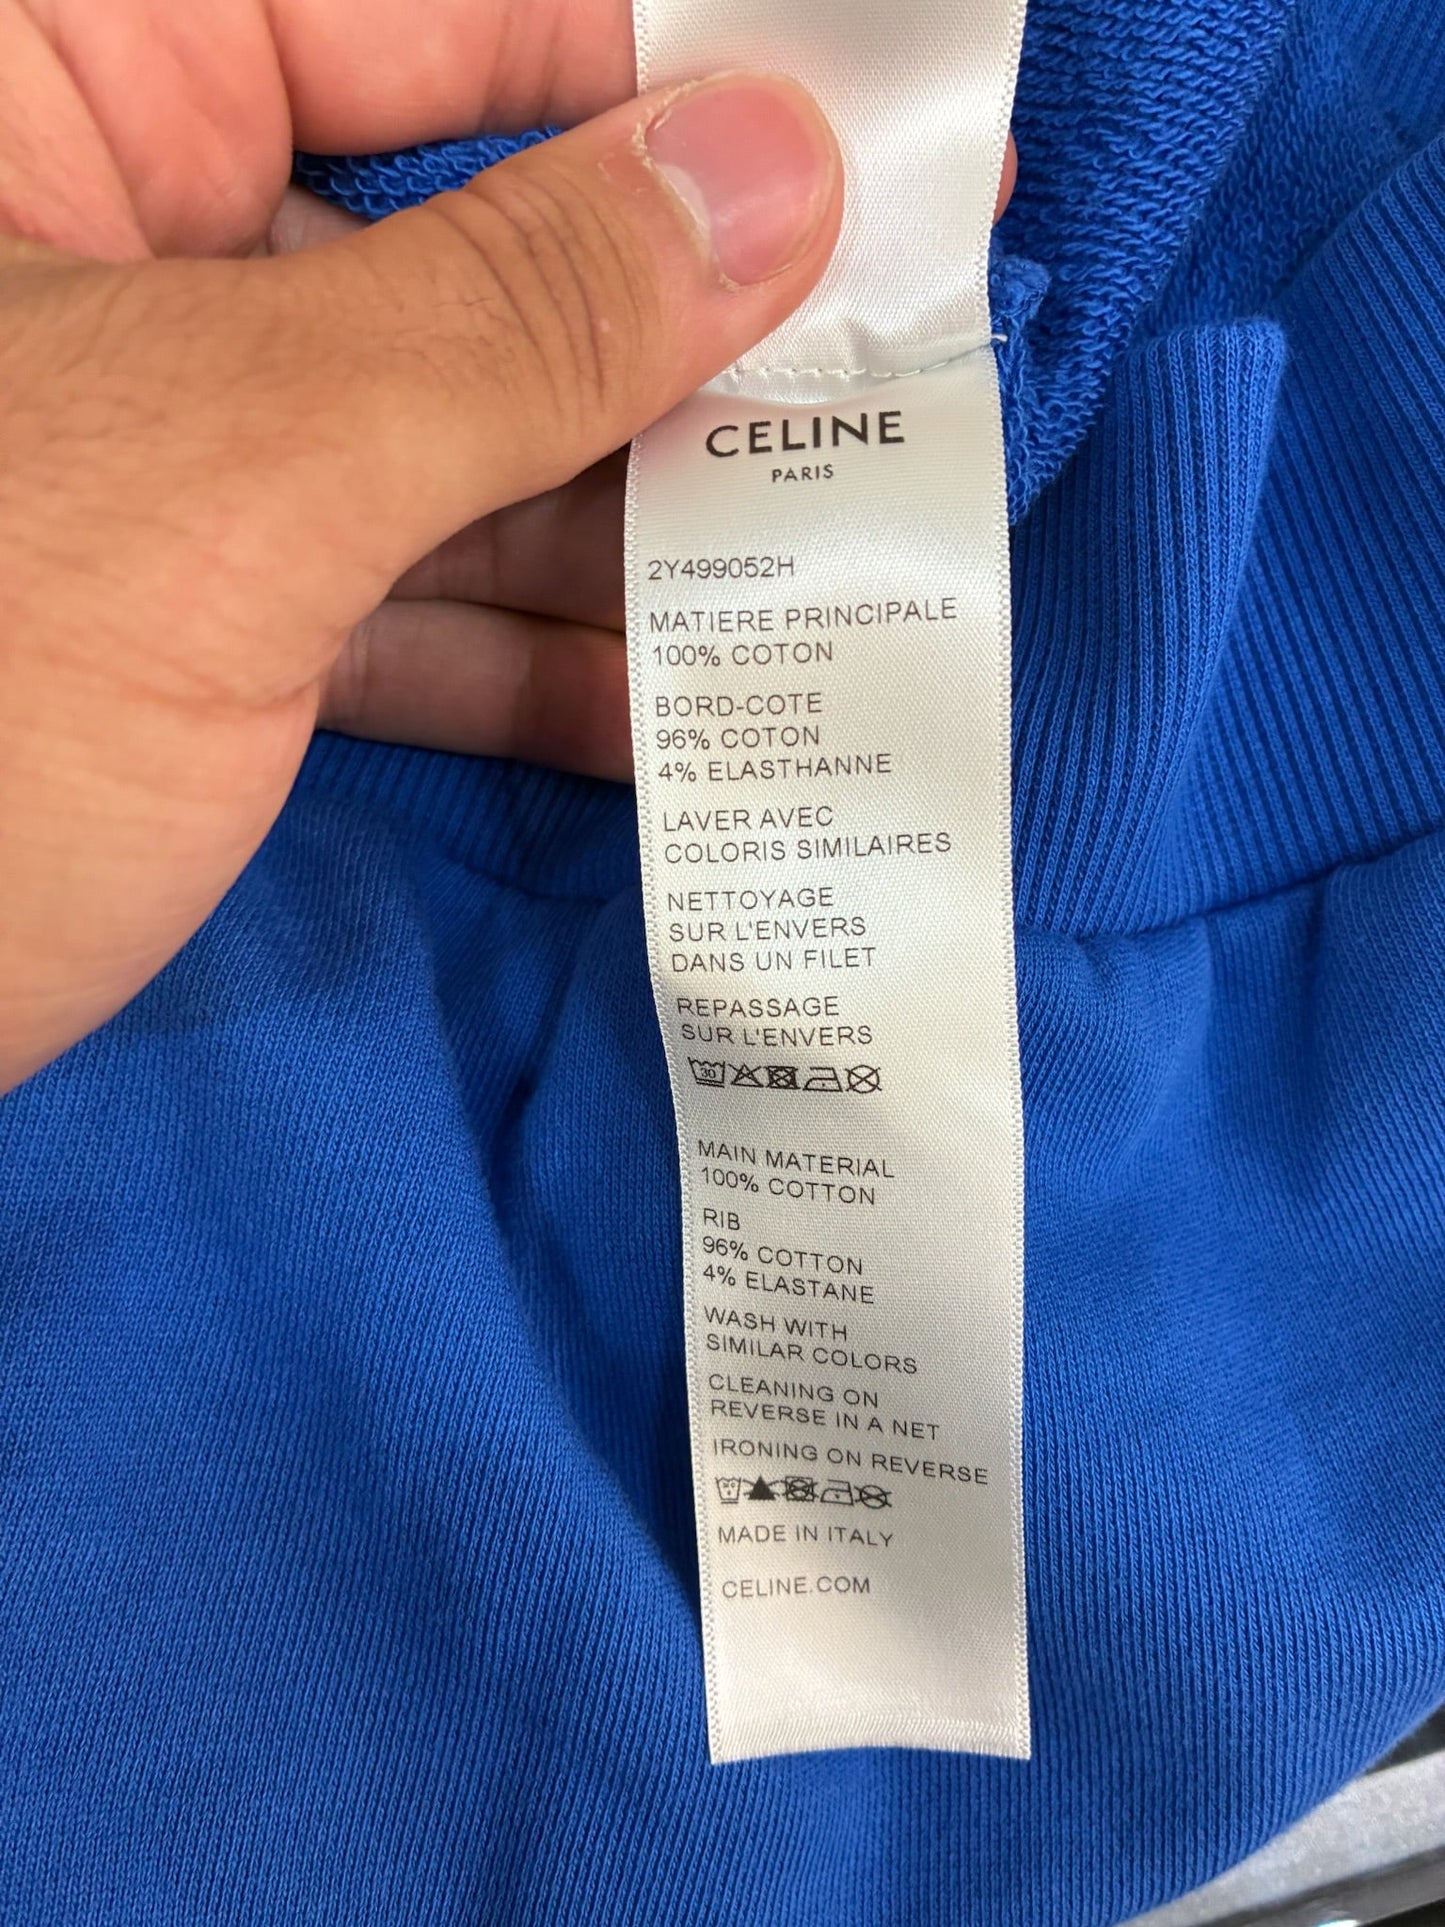 CELINE
PARIS
2Y499052H
MATIERE PRINCIPALE
100% COTON
BORD-COTE
96% COTON
4% ELASTHANNE
LAVER AVEC
COLORIS SIMILAIRES
NETTOYAGE
SUR L'ENVERS
DANS UN FILET
REPASSAGE
SUR L'ENVERS
30
MAIN MATERIAL
100% COTTON
RIB
96% COTTON
4% ELASTANE
WASH WITH
SIMILAR COLORS
CLEANING ON
REVERSE IN A NET
IRONING ON REVERSE
MADE IN ITALY
CELINE.COM